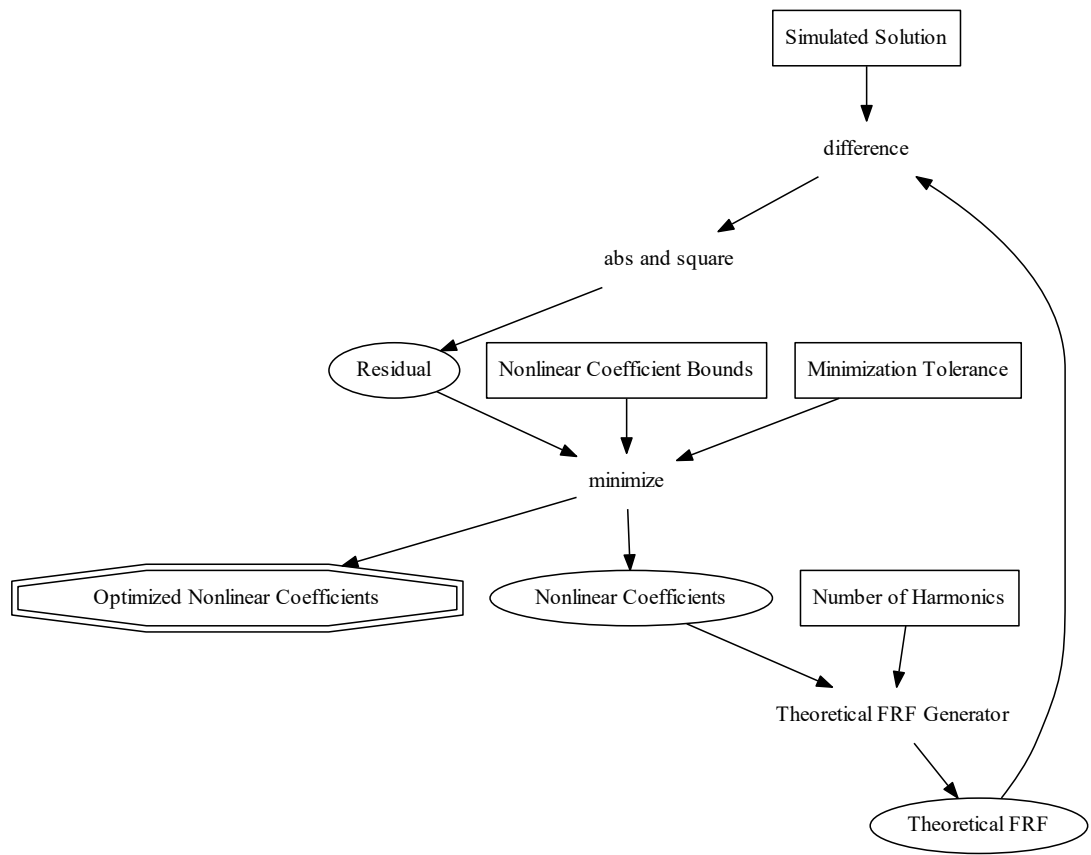 Simulated Solution
difference
abs and square
Residual
Nonlinear Coefficient Bounds
Minimization Tolerance
minimize
Optimized Nonlinear Coefficients
Nonlinear Coefficients
Number of Harmonics
Theoretical FRF Generator
Theoretical FRF